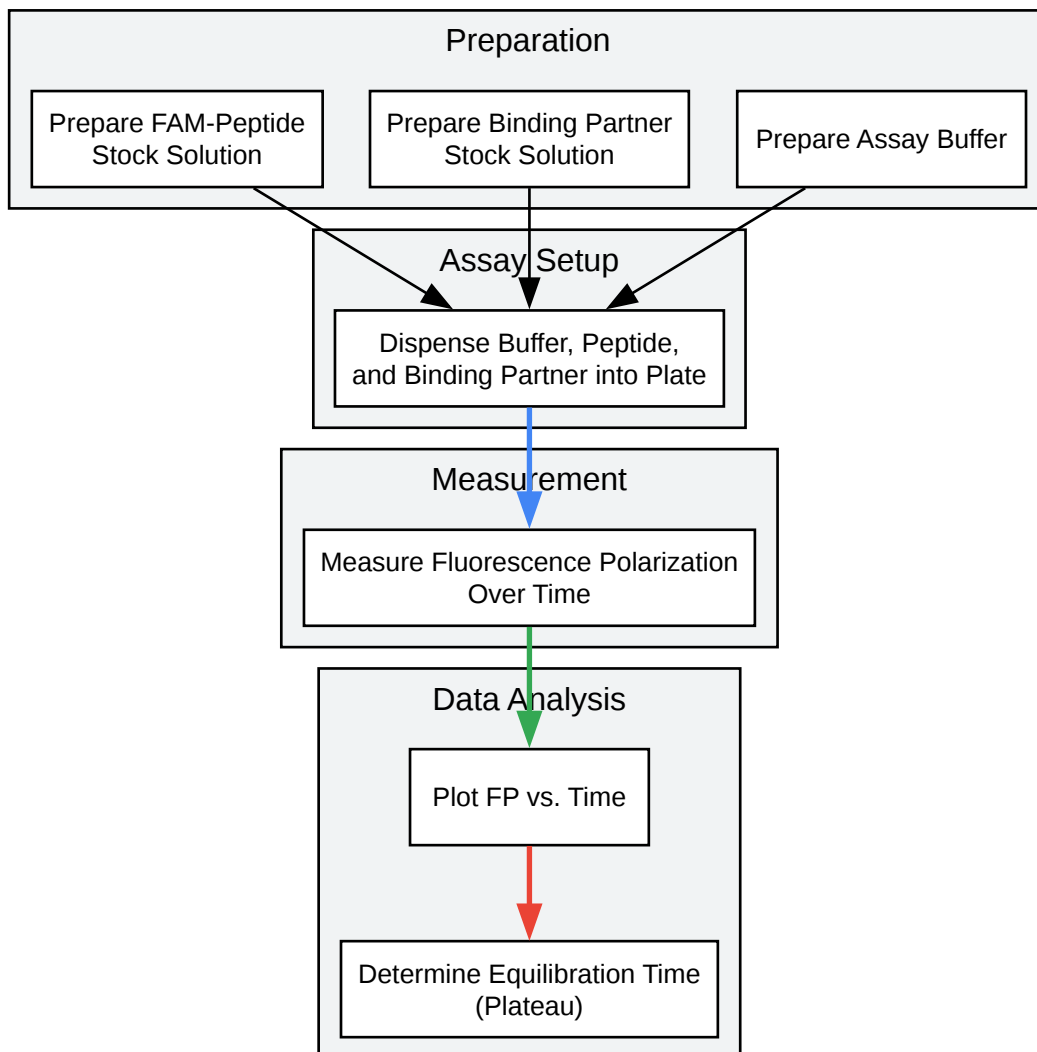 Preparation
Prepare FAM-Peptide
Stock Solution
Prepare Binding Partner
Stock Solution
Prepare Assay Buffer
Assay Setup
Dispense Buffer, Peptide,
and Binding Partner into Plate
Measurement
Measure Fluorescence Polarization
Over Time
Data Analysis
Plot FP vs. Time
Determine Equilibration Time
(Plateau)